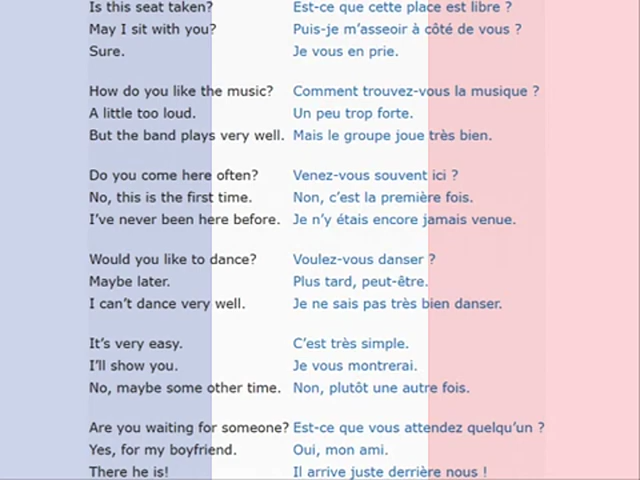 Is this seat taken? Est-ce que cette place est libre ?
May I sit with you? Puis-je m’asseoir à côté de vous ?
Sure. Je vous en prie.
How do you like the music? Comment trouvez-vous la musique ?
A little too loud. Un peu trop forte.
But the band plays very well. Mais le groupe joue très bien.
Do you come here often? Venez-vous souvent ici ?
No, this is the first time. Non, c’est la première fois.
I’ve never been here before. Je n’y étais encore jamais venue.
Would you like to dance? Voulez-vous danser ?
Maybe later. Plus tard, peut-être.
I can’t dance very well. Je ne sais pas très bien danser.
It’s very easy. C’est très simple.
I’ll show you. Je vous montrerai.
No, maybe some other time. Non, plutôt une autre fois.
Are you waiting for someone? Est-ce que vous attendez quelqu’un ?
Yes, for my boyfriend. Oui, mon ami.
There he is! Il arrive juste derrière nous !